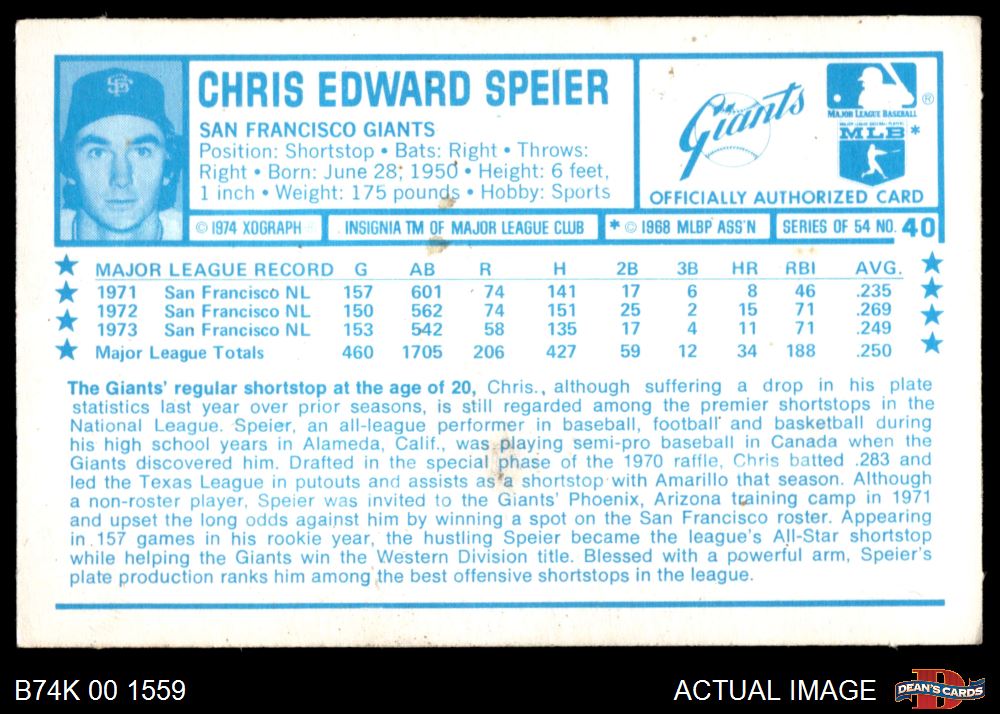 CHRIS EDWARD SPEIER
SAN FRANCISCO GIANTS
Position: Shortstop • Bats: Right • Throws:
Right • Born: June 28, 1950 • Height: 6 feet,
1 inch • Weight: 175 pounds • Hobby: Sports
SF
Giants
®
MAJOR LEAGUE BASEBALL
MAJOR LEAGUE BASEBALL PLAYERS
MLB*
OFFICIALLY AUTHORIZED CARD
© 1974 XOGRAPH
INSIGNIA TM OF MAJOR LEAGUE CLUB
* © 1968 MLBP ASS'N
SERIES OF 54 NO. 40
MAJOR LEAGUE RECORD G AB R H 2B 3B HR RBI AVG.
1971 San Francisco NL 157 601 74 141 17 6 8 46 .235
1972 San Francisco NL 150 562 74 151 25 2 15 71 .269
1973 San Francisco NL 153 542 58 135 17 4 11 71 .249
Major League Totals 460 1705 206 427 59 12 34 188 .250
The Giants' regular shortstop at the age of 20, Chris., although suffering a drop in his plate
statistics last year over prior seasons, is still regarded among the premier shortstops in the
National League. Speier, an all-league performer in baseball, football and basketball during
his high school years in Alameda, Calif., was playing semi-pro baseball in Canada when the
Giants discovered him. Drafted in the special phase of the 1970 raffle, Chris batted .283 and
led the Texas League in putouts and assists as a shortstop with Amarillo that season. Although
a non-roster player, Speier was invited to the Giants' Phoenix, Arizona training camp in 1971
and upset the long odds against him by winning a spot on the San Francisco roster. Appearing
in 157 games in his rookie year, the hustling Speier became the league's All-Star shortstop
while helping the Giants win the Western Division title. Blessed with a powerful arm, Speier's
plate production ranks him among the best offensive shortstops in the league.
B74K 00 1559
ACTUAL IMAGE
D
DEAN'S CARDS